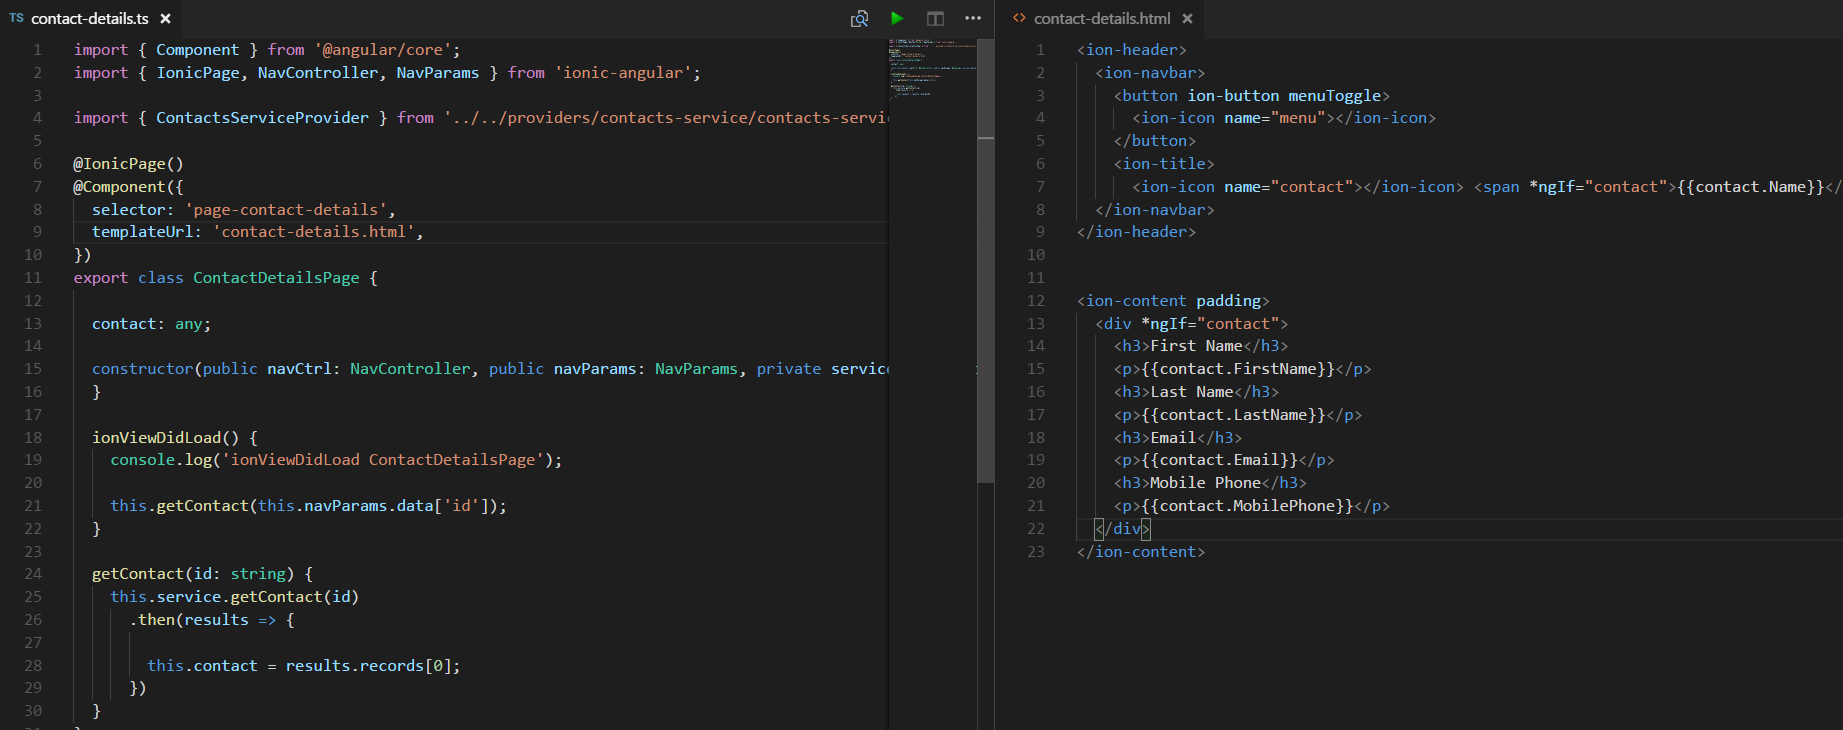 TS contact-details.ts ×
1 import { Component } from '@angular/core';
2 import { IonicPage, NavController, NavParams } from 'ionic-angular';
3
4 import { ContactsServiceProvider } from '../../providers/contacts-service/contacts-servi
5
6 @IonicPage()
7 @Component({
8 selector: 'page-contact-details',
9 templateUrl: 'contact-details.html',
10 })
11 export class ContactDetailsPage {
12
13 contact: any;
14
15 constructor(public navCtrl: NavController, public navParams: NavParams, private service
16 }
17
18 ionViewDidLoad() {
19 console.log('ionViewDidLoad ContactDetailsPage');
20
21 this.getContact(this.navParams.data['id']);
22 }
23
24 getContact(id: string) {
25 this.service.getContact(id)
26 .then(results => {
27
28 this.contact = results.records[0];
29 })
30 }
<> contact-details.html ×
1 <ion-header>
2 <ion-navbar>
3 <button ion-button menuToggle>
4 <ion-icon name="menu"></ion-icon>
5 </button>
6 <ion-title>
7 <ion-icon name="contact"></ion-icon> <span *ngIf="contact">{{contact.Name}}</
8 </ion-navbar>
9 </ion-header>
10
11
12 <ion-content padding>
13 <div *ngIf="contact">
14 <h3>First Name</h3>
15 <p>{{contact.FirstName}}</p>
16 <h3>Last Name</h3>
17 <p>{{contact.LastName}}</p>
18 <h3>Email</h3>
19 <p>{{contact.Email}}</p>
20 <h3>Mobile Phone</h3>
21 <p>{{contact.MobilePhone}}</p>
22 </div>
23 </ion-content>